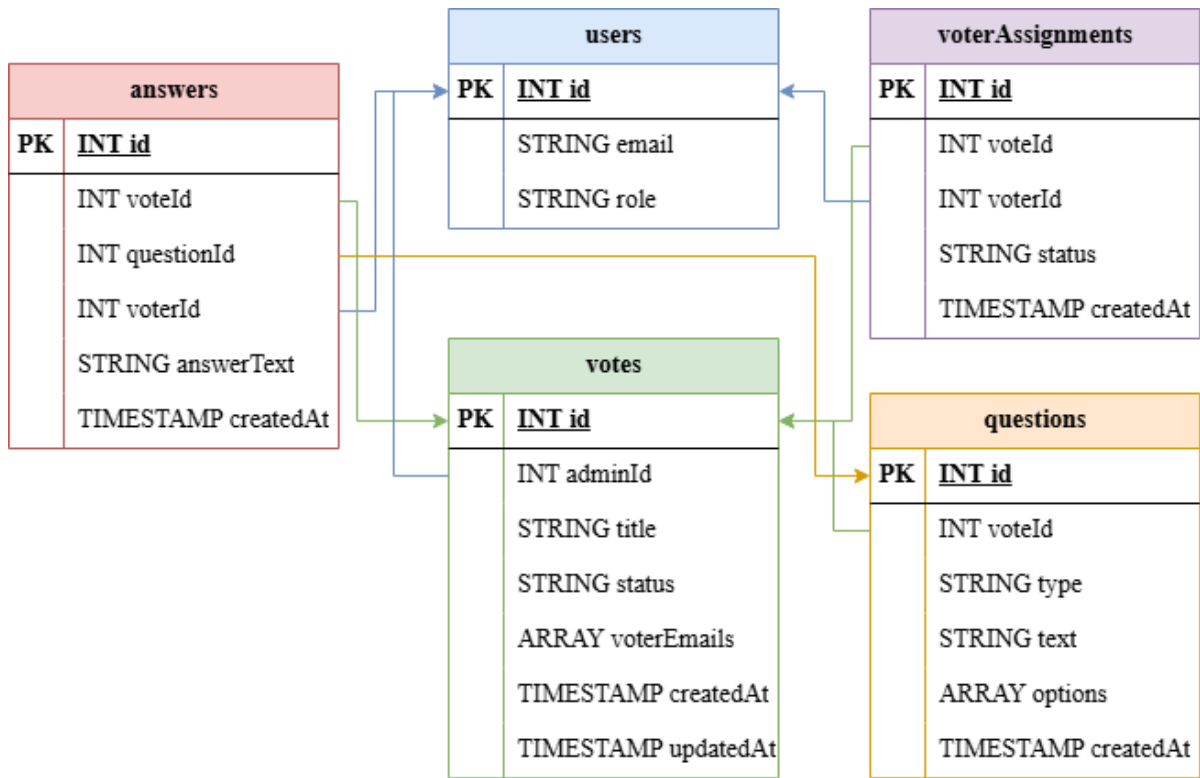 answers
PK INT id
INT voteId
INT questionId
INT voterId
STRING answerText
TIMESTAMP createdAt
users
PK INT id
STRING email
STRING role
votes
PK INT id
INT adminId
STRING title
STRING status
ARRAY voterEmails
TIMESTAMP createdAt
TIMESTAMP updatedAt
voterAssignments
PK INT id
INT voteId
INT voterId
STRING status
TIMESTAMP createdAt
questions
PK INT id
INT voteId
STRING type
STRING text
ARRAY options
TIMESTAMP createdAt